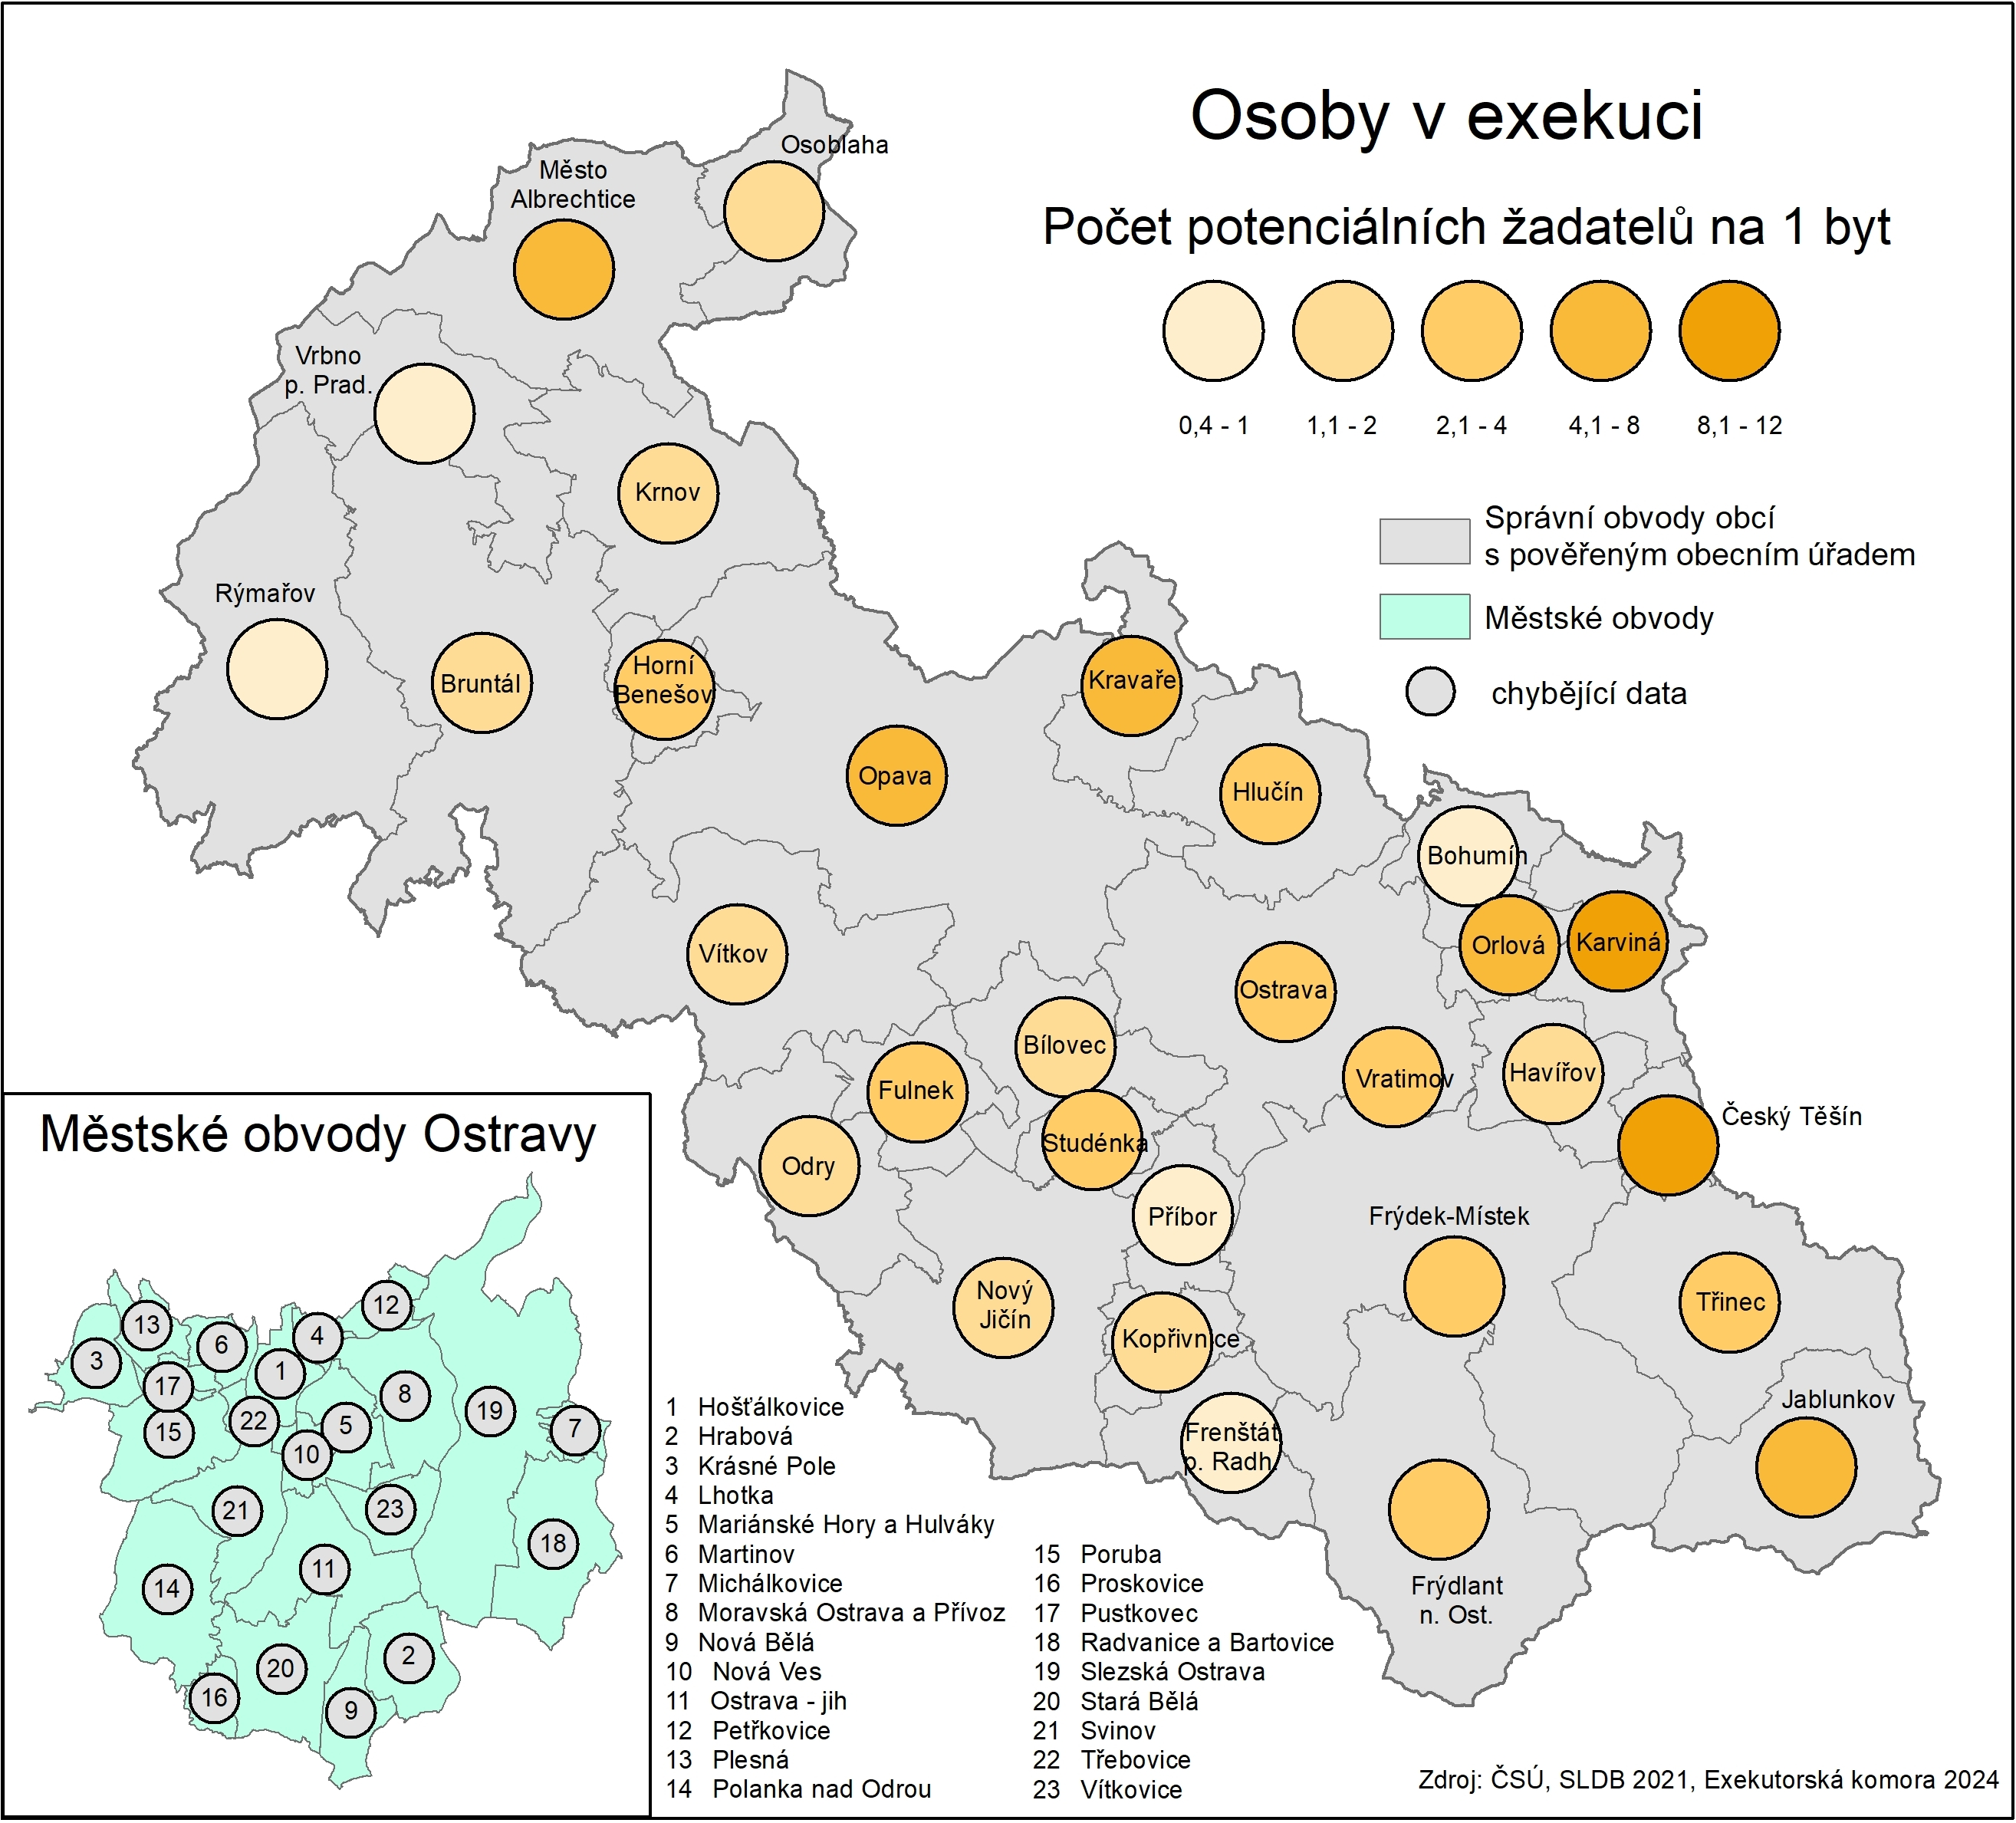 Osoby v exekuci
Počet potenciálních žadatelů na 1 byt
0,4 - 1
1,1 - 2
2,1 - 4
4,1 - 8
8,1 - 12
Správní obvody obcí
s pověřeným obecním úřadem
Městské obvody
chybějící data
Osoblaha
Město
Albrechtice
Vrbno
p. Prad.
Krnov
Rýmařov
Bruntál
Horní
Benešov
Kravaře
Opava
Hlučín
Bohumín
Orlová
Karviná
Vítkov
Ostrava
Bílovec
Vratimov
Havířov
Fulnek
Český Těšín
Studénka
Odry
Příbor
Frýdek-Místek
Nový
Jičín
Třinec
Kopřivnice
Jablunkov
Frenštát
p. Radh.
Frýdlant
n. Ost.
Městské obvody Ostravy
12
13
4
6
3
1
17
8
19
22
5
7
15
10
21
23
18
11
14
2
20
16
9
1 Hošťálkovice
2 Hrabová
3 Krásné Pole
4 Lhotka
5 Mariánské Hory a Hulváky
6 Martinov
7 Michálkovice
8 Moravská Ostrava a Přívoz
9 Nová Bělá
10 Nová Ves
11 Ostrava - jih
12 Petřkovice
13 Plesná
14 Polanka nad Odrou
15 Poruba
16 Proskovice
17 Pustkovec
18 Radvanice a Bartovice
19 Slezská Ostrava
20 Stará Bělá
21 Svinov
22 Třebovice
23 Vítkovice
Zdroj: ČSÚ, SLDB 2021, Exekutorská komora 2024